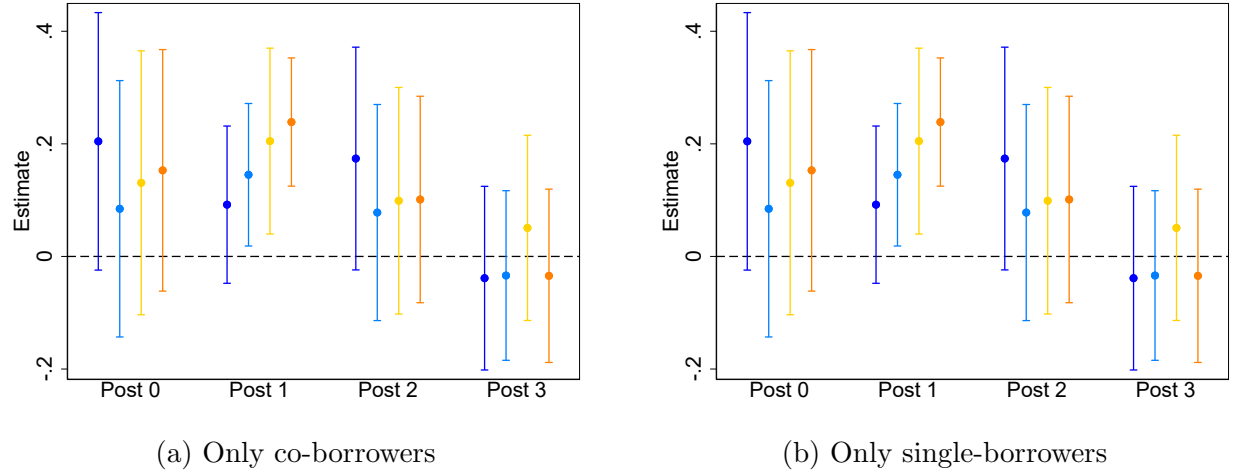 .4
.2
0
-.2
Estimate
Post 0 Post 1 Post 2 Post 3
(a) Only co-borrowers
.4
.2
0
-.2
Estimate
Post 0 Post 1 Post 2 Post 3
(b) Only single-borrowers